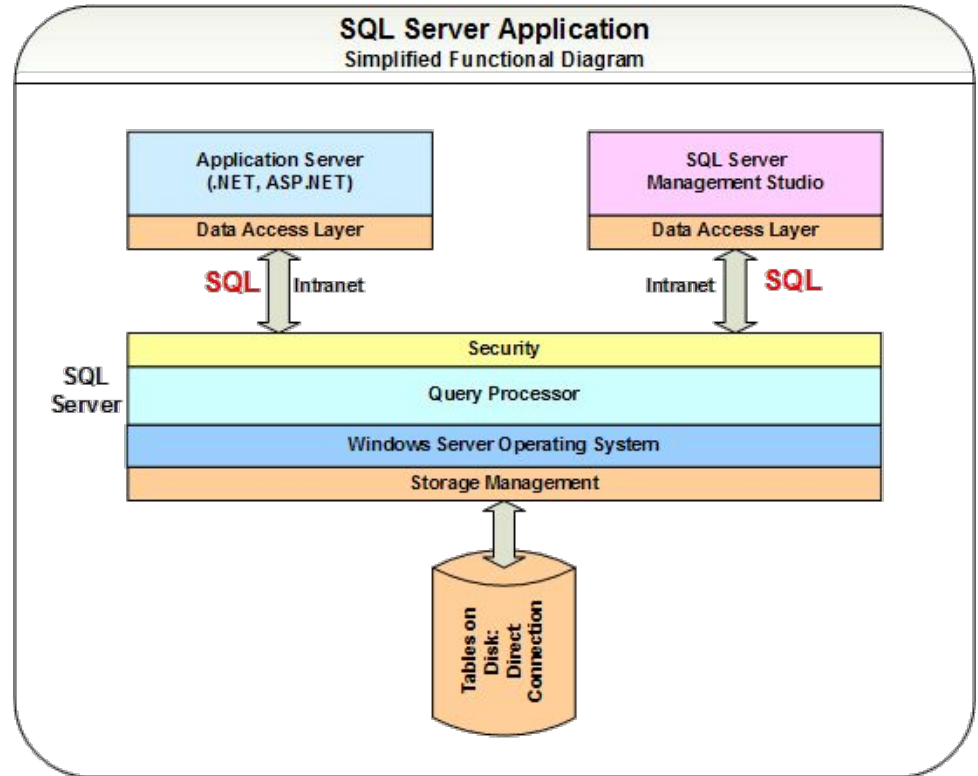 SQL Server Application
Simplified Functional Diagram
Application Server
(.NET, ASP.NET)
Data Access Layer
SQL Server
Management Studio
Data Access Layer
SQL
Intranet
Intranet
SQL
SQL
Server
Security
Query Processor
Windows Server Operating System
Storage Management
Tables on
Disk:
Direct
Connection